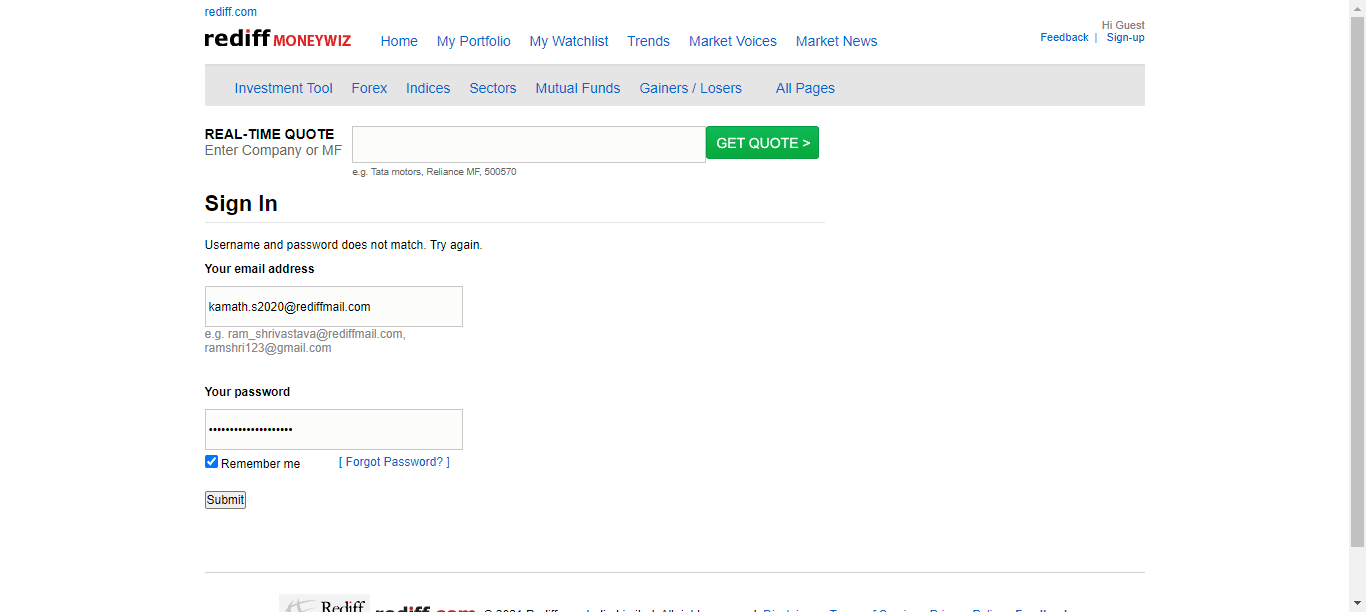 rediff.com
Hi Guest
rediff MONEYWIZ Home My Portfolio My Watchlist Trends Market Voices Market News
Feedback | Sign-up
Investment Tool Forex Indices Sectors Mutual Funds Gainers / Losers All Pages
REAL-TIME QUOTE
Enter Company or MF
GET QUOTE >
e.g. Tata motors, Reliance MF, 500570
Sign In
Username and password does not match. Try again.
Your email address
kamath.s2020@rediffmail.com
e.g. ram_shrivastava@rediffmail.com,
ramshri123@gmail.com
Your password
••••••••••••••••••••
Remember me [ Forgot Password? ]
Submit
Rediff rediff.com